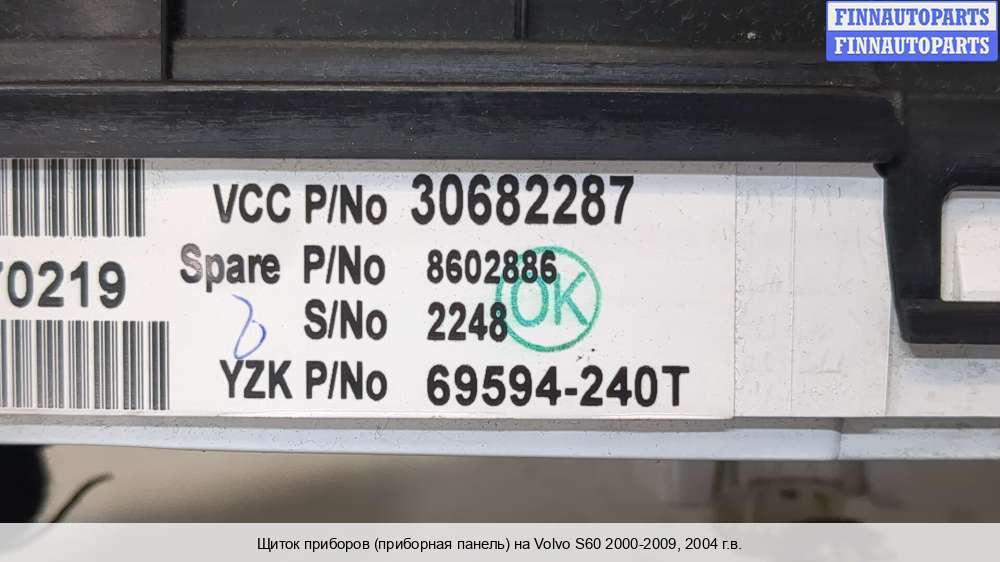 FINNAUTOPARTS
FINNAUTOPARTS
VCC P/No 30682287
Spare P/No 8602886
70219
OK
S/No 2248
YZK P/No 69594-240T
Щиток приборов (приборная панель) на Volvo S60 2000-2009, 2004 г.в.